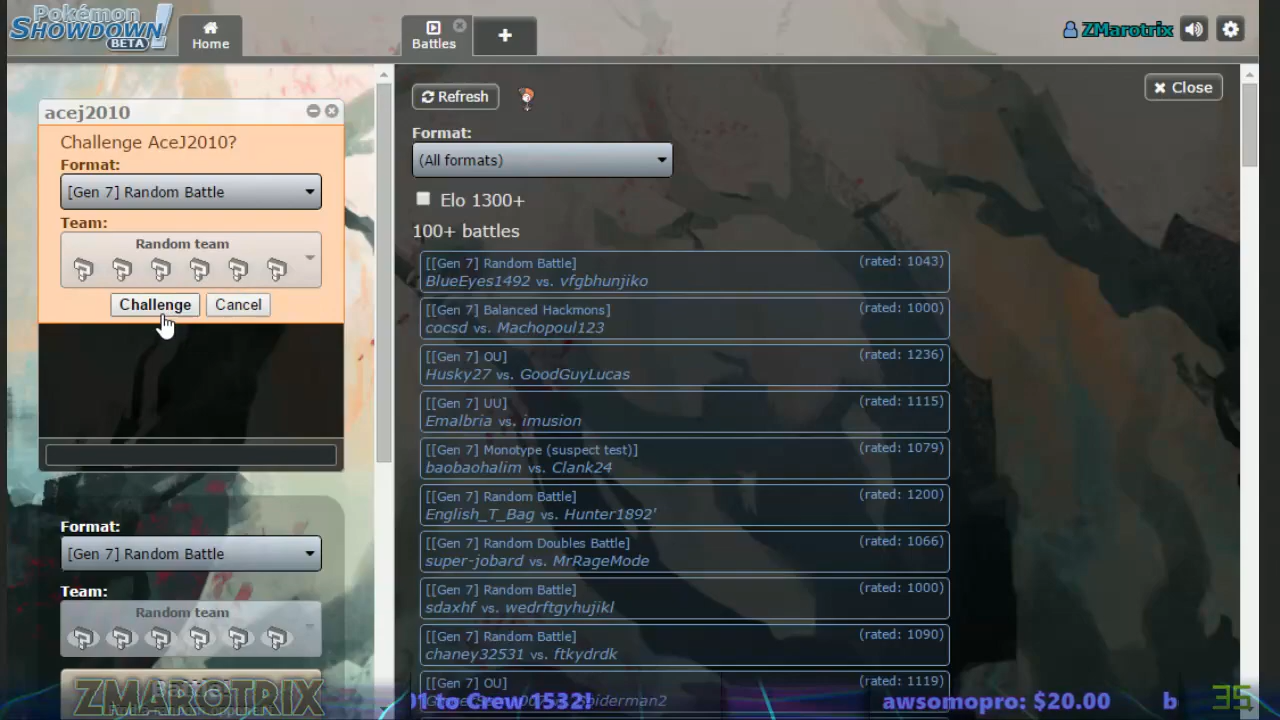 Pokémon
SHOWDOWN!
BETA
Home
Battles
+
ZMarotrix
acej2010
Challenge AceJ2010?
Format:
[Gen 7] Random Battle
Team:
Random team
Challenge
Cancel
Format:
[Gen 7] Random Battle
Team:
Random team
ZMAROTRIX
Refresh
Close
Format:
(All formats)
Elo 1300+
100+ battles
[[Gen 7] Random Battle] (rated: 1043)
BlueEyes1492 vs. vfgbhunjiko
[[Gen 7] Balanced Hackmons] (rated: 1000)
cocsd vs. Machopoul123
[[Gen 7] OU] (rated: 1236)
Husky27 vs. GoodGuyLucas
[[Gen 7] UU] (rated: 1115)
Emalbria vs. imusion
[[Gen 7] Monotype (suspect test)] (rated: 1079)
baobaohalim vs. Clank24
[[Gen 7] Random Battle] (rated: 1200)
English_T_Bag vs. Hunter1892'
[[Gen 7] Random Doubles Battle] (rated: 1066)
super-jobard vs. MrRageMode
[[Gen 7] Random Battle] (rated: 1000)
sdaxhf vs. wedrftgyhujikl
[[Gen 7] Random Battle] (rated: 1090)
chaney32531 vs. ftkydrdk
[[Gen 7] OU] (rated: 1119)
to Crew 1532! awsomopro: $20.00 b
35